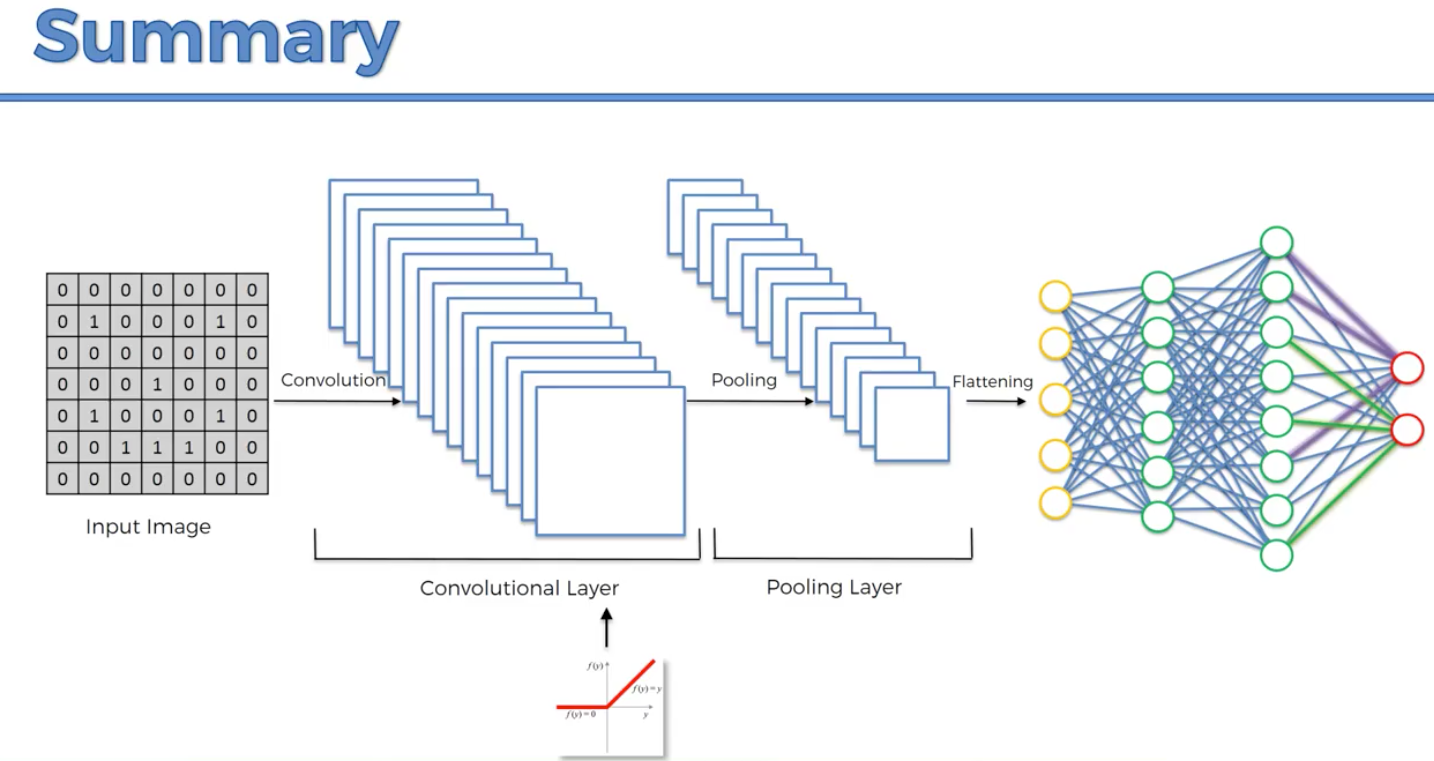 Summary
0 0 0 0 0 0 0
0 1 0 0 0 1 0
0 0 0 0 0 0 0
0 0 0 1 0 0 0
0 1 0 0 0 1 0
0 0 1 1 1 0 0
0 0 0 0 0 0 0
Input Image
Convolution
Convolutional Layer
Pooling
Pooling Layer
Flattening
f(y)
f(y)=y
f(y)=0
y